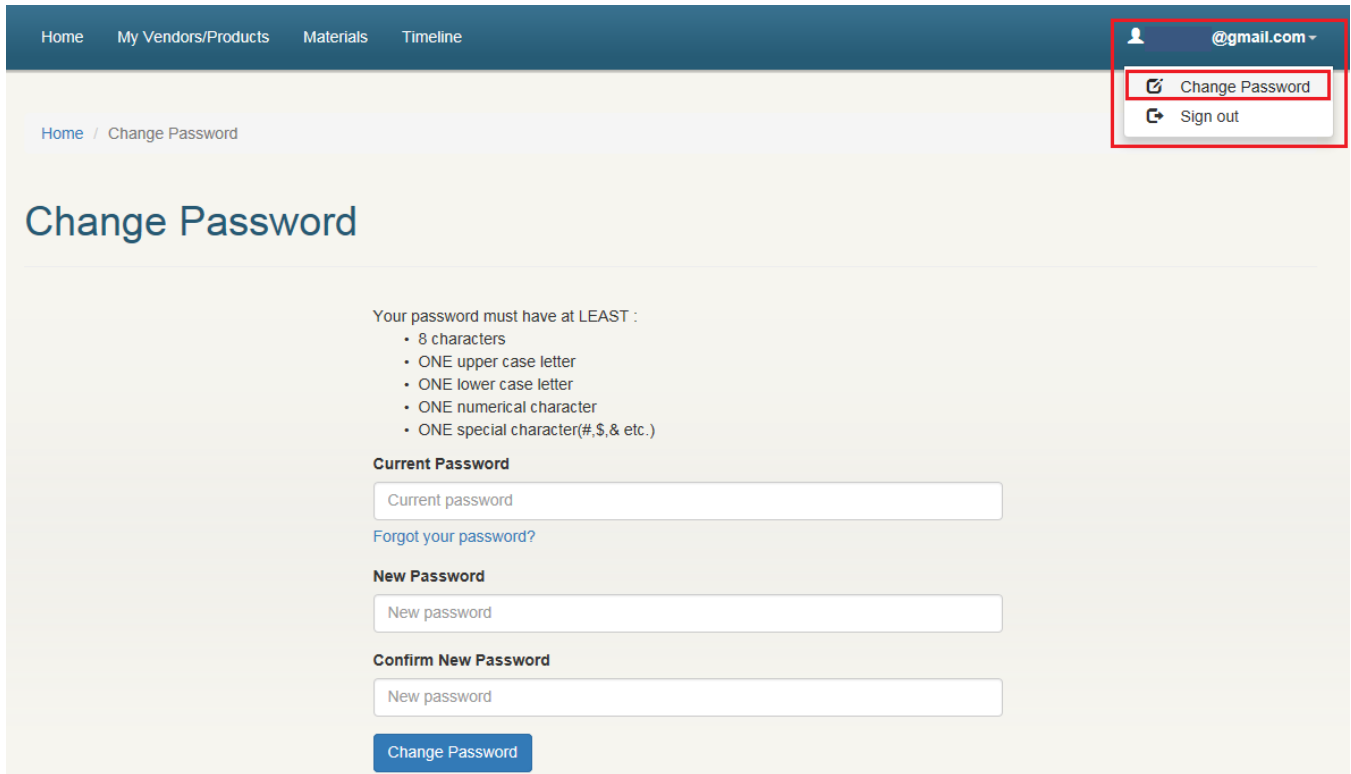 Home My Vendors/Products Materials Timeline @gmail.com
Change Password
Sign out
Home / Change Password
Change Password
Your password must have at LEAST :
• 8 characters
• ONE upper case letter
• ONE lower case letter
• ONE numerical character
• ONE special character(#,$,& etc.)
Current Password
Current password
Forgot your password?
New Password
New password
Confirm New Password
New password
Change Password